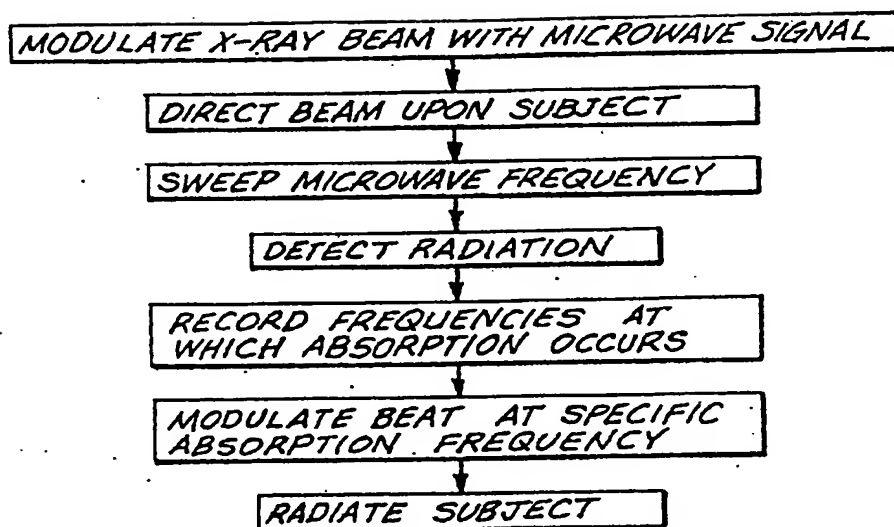 MODULATE X-RAY BEAM WITH MICROWAVE SIGNAL
DIRECT BEAM UPON SUBJECT
SWEEP MICROWAVE FREQUENCY
DETECT RADIATION
RECORD FREQUENCIES AT
WHICH ABSORPTION OCCURS
MODULATE BEAT AT SPECIFIC
ABSORPTION FREQUENCY
RADIATE SUBJECT